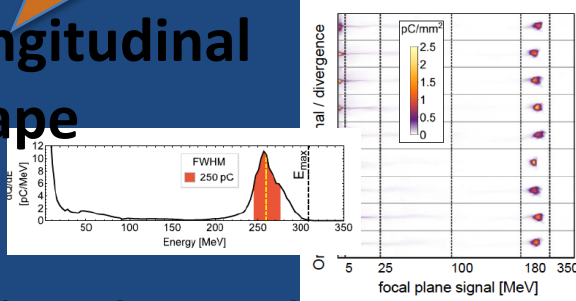 ngitudinal
ape
dQ/dE
[pC/MeV]
12
10
8
6
4
2
0
FWHM
250 pC
Emax
50 100 150 200 250 300 350
Energy [MeV]
nal / divergence
Or
pC/mm²
2.5
2
1.5
1
0.5
0
5 25 100 180 350
focal plane signal [MeV]